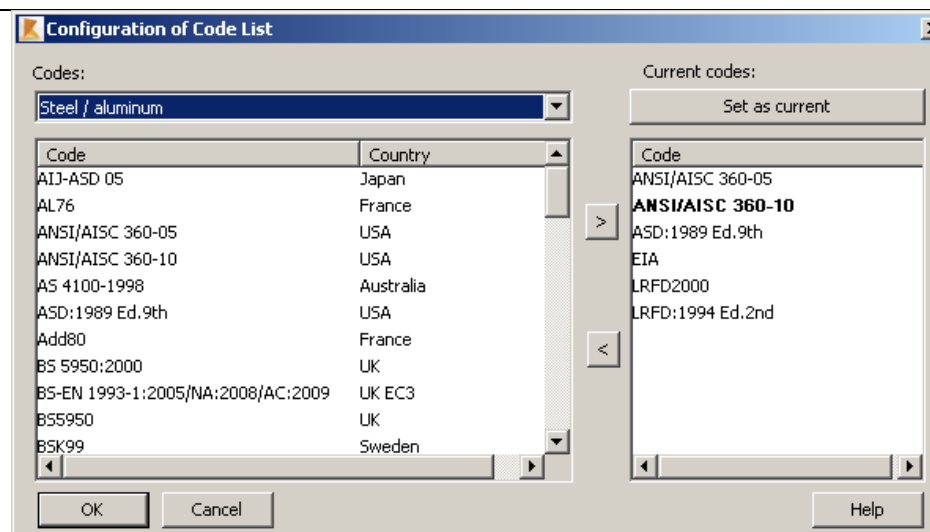 Configuration of Code List
Codes:
Current codes:
Steel / aluminum
Set as current
Code Country
AIJ-ASD 05 Japan
AL76 France
ANSI/AISC 360-05 USA
ANSI/AISC 360-10 USA
AS 4100-1998 Australia
ASD:1989 Ed.9th USA
Add80 France
BS 5950:2000 UK
BS-EN 1993-1:2005/NA:2008/AC:2009 UK EC3
BS5950 UK
BSK99 Sweden
>
<
Code
ANSI/AISC 360-05
ANSI/AISC 360-10
ASD:1989 Ed.9th
EIA
LRFD2000
LRFD:1994 Ed.2nd
OK
Cancel
Help